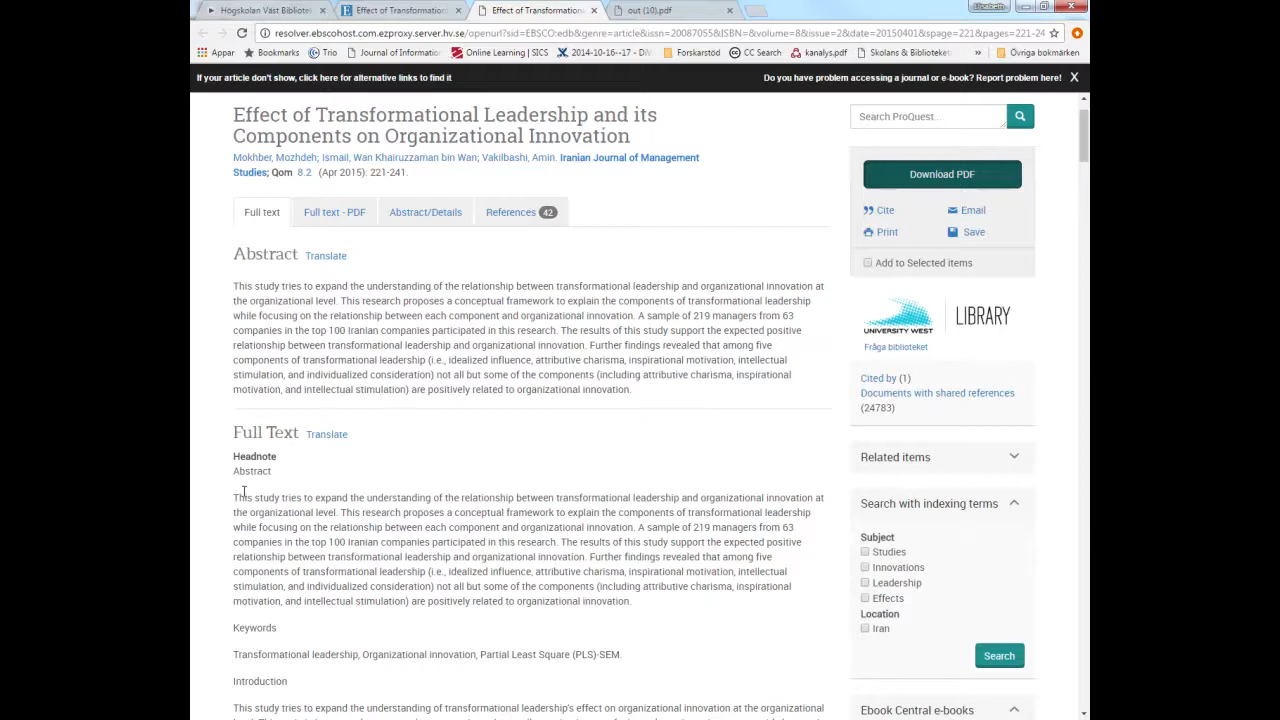 Högskolan Väst Bibliotel
Effect of Transformation
Effect of Transformationa
out (10).pdf
Elisabeth
resolver.ebscohost.com.ezproxy.server.hv.se/openurl?sid=EBSCO:edb&genre=article&issn=20087055&ISBN=&volume=8&issue=2&date=20150401&spage=221&pages=221-24
Appar
Bookmarks
Trio
Journal of Information
Online Learning | SICS
2014-10-16--17 - DiV
Forskarstöd
CC Search
kanalys.pdf
Skolans & Biblioteket
»
Övriga bokmärken
If your article don't show, click here for alternative links to find it
Do you have problem accessing a journal or e-book? Report problem here!
X
Effect of Transformational Leadership and its
Components on Organizational Innovation
Mokhber, Mozhdeh; Ismail, Wan Khairuzzaman bin Wan; Vakilbashi, Amin. Iranian Journal of Management
Studies; Qom 8.2 (Apr 2015): 221-241.
Full text
Full text - PDF
Abstract/Details
References 42
Abstract Translate
This study tries to expand the understanding of the relationship between transformational leadership and organizational innovation at
the organizational level. This research proposes a conceptual framework to explain the components of transformational leadership
while focusing on the relationship between each component and organizational innovation. A sample of 219 managers from 63
companies in the top 100 Iranian companies participated in this research. The results of this study support the expected positive
relationship between transformational leadership and organizational innovation. Further findings revealed that among five
components of transformational leadership (i.e., idealized influence, attributive charisma, inspirational motivation, intellectual
stimulation, and individualized consideration) not all but some of the components (including attributive charisma, inspirational
motivation, and intellectual stimulation) are positively related to organizational innovation.
Full Text Translate
Headnote
Abstract
This study tries to expand the understanding of the relationship between transformational leadership and organizational innovation at
the organizational level. This research proposes a conceptual framework to explain the components of transformational leadership
while focusing on the relationship between each component and organizational innovation. A sample of 219 managers from 63
companies in the top 100 Iranian companies participated in this research. The results of this study support the expected positive
relationship between transformational leadership and organizational innovation. Further findings revealed that among five
components of transformational leadership (i.e., idealized influence, attributive charisma, inspirational motivation, intellectual
stimulation, and individualized consideration) not all but some of the components (including attributive charisma, inspirational
motivation, and intellectual stimulation) are positively related to organizational innovation.
Keywords
Transformational leadership, Organizational innovation, Partial Least Square (PLS)-SEM.
Introduction
This study tries to expand the understanding of transformational leadership's effect on organizational innovation at the organizational
Search ProQuest...
Download PDF
Cite
Email
Print
Save
Add to Selected items
UNIVERSITY WEST
LIBRARY
Fråga biblioteket
Cited by (1)
Documents with shared references
(24783)
Related items
Search with indexing terms
Subject
Studies
Innovations
Leadership
Effects
Location
Iran
Search
Ebook Central e-books